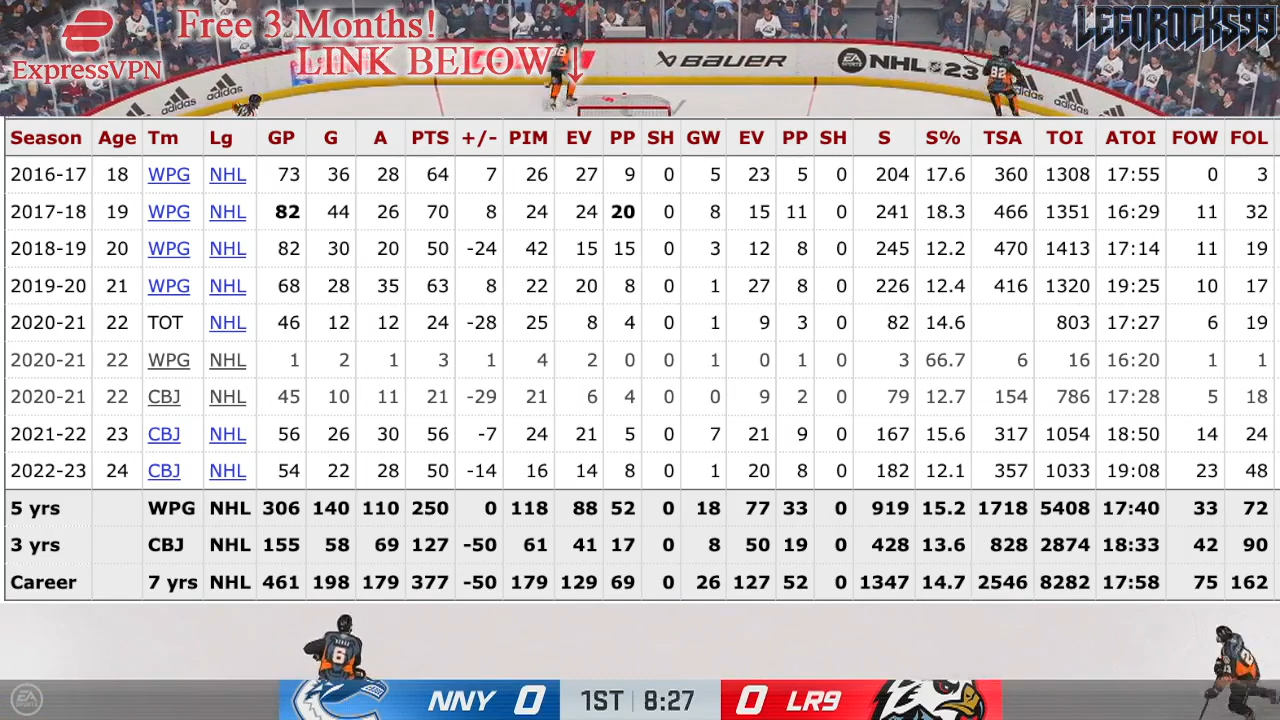 Free 3 Months!
LINK BELOW ↓
ExpressVPN
LEGOROCKS99
adidas
adidas
BAUER
EA SPORTS NHL 23
82
adidas
adidas
Season Age Tm Lg GP G A PTS +/- PIM EV PP SH GW EV PP SH S S% TSA TOI ATOI FOW FOL
2016-17 18 WPG NHL 73 36 28 64 7 26 27 9 0 5 23 5 0 204 17.6 360 1308 17:55 0 3
2017-18 19 WPG NHL 82 44 26 70 8 24 24 20 0 8 15 11 0 241 18.3 466 1351 16:29 11 32
2018-19 20 WPG NHL 82 30 20 50 -24 42 15 15 0 3 12 8 0 245 12.2 470 1413 17:14 11 19
2019-20 21 WPG NHL 68 28 35 63 8 22 20 8 0 1 27 8 0 226 12.4 416 1320 19:25 10 17
2020-21 22 TOT NHL 46 12 12 24 -28 25 8 4 0 1 9 3 0 82 14.6 803 17:27 6 19
2020-21 22 WPG NHL 1 2 1 3 1 4 2 0 0 1 0 1 0 3 66.7 6 16 16:20 1 1
2020-21 22 CBJ NHL 45 10 11 21 -29 21 6 4 0 0 9 2 0 79 12.7 154 786 17:28 5 18
2021-22 23 CBJ NHL 56 26 30 56 -7 24 21 5 0 7 21 9 0 167 15.6 317 1054 18:50 14 24
2022-23 24 CBJ NHL 54 22 28 50 -14 16 14 8 0 1 20 8 0 182 12.1 357 1033 19:08 23 48
5 yrs WPG NHL 306 140 110 250 0 118 88 52 0 18 77 33 0 919 15.2 1718 5408 17:40 33 72
3 yrs CBJ NHL 155 58 69 127 -50 61 41 17 0 8 50 19 0 428 13.6 828 2874 18:33 42 90
Career 7 yrs NHL 461 198 179 377 -50 179 129 69 0 26 127 52 0 1347 14.7 2546 8282 17:58 75 162
6
EA SPORTS
NNY 0 1ST 8:27 0 LR9